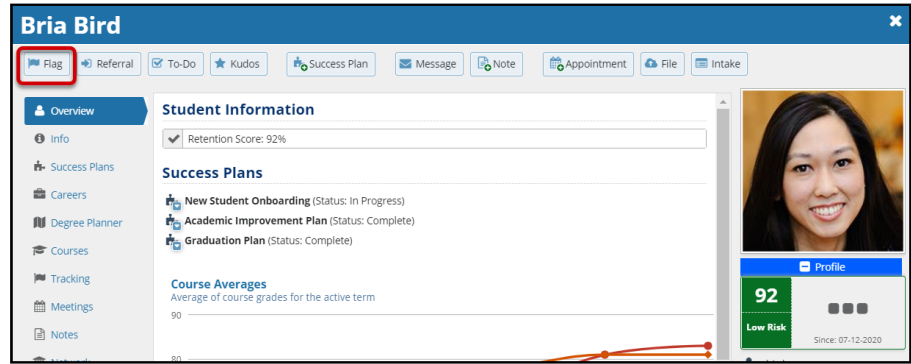 Bria Bird
Flag Referral To-Do Kudos Success Plan Message Note Appointment File Intake
Overview
Info
Success Plans
Careers
Degree Planner
Courses
Tracking
Meetings
Notes
Student Information
Retention Score: 92%
Success Plans
New Student Onboarding (Status: In Progress)
Academic Improvement Plan (Status: Complete)
Graduation Plan (Status: Complete)
Course Averages
Average of course grades for the active term
90
80
Profile
92
Low Risk
Since: 07-12-2020